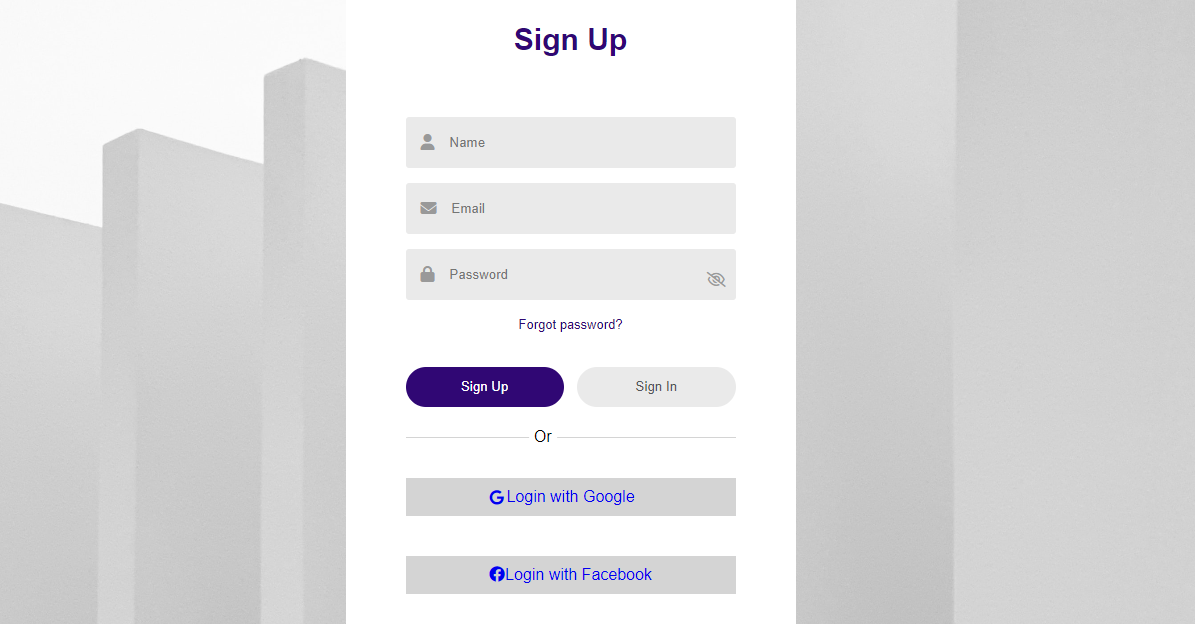 Sign Up
Name
Email
Password
Forgot password?
Sign Up Sign In
Or
Login with Google
Login with Facebook